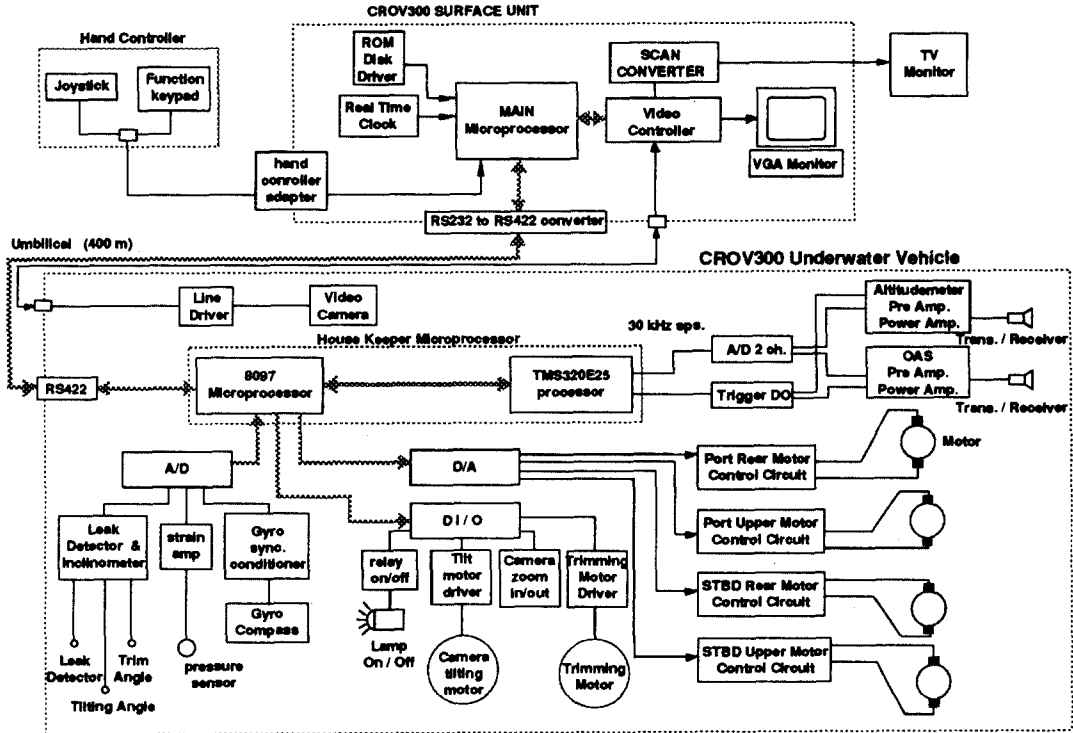 CROV300 SURFACE UNIT
Hand Controller
Joystick
Function
keypad
ROM
Disk
Driver
Real Time
Clock
MAIN
Microprocessor
SCAN
CONVERTER
Video
Controller
TV
Monitor
VGA Monitor
hand
conroller
adapter
RS232 to RS422 converter
Umbilical (400 m)
CROV300 Underwater Vehicle
Line
Driver
Video
Camera
House Keeper Microprocessor
RS422
8097
Microprocessor
TMS320E25
processor
30 kHz sps.
A/D 2 ch.
Trigger DO
Altitudemeter
Pre Amp.
Power Amp.
Trans. / Receiver
OAS
Pre Amp.
Power Amp.
Trans. / Receiver
A/D
D/A
DI/O
Port Rear Motor
Control Circuit
Motor
Port Upper Motor
Control Circuit
STBD Rear Motor
Control Circuit
STBD Upper Motor
Control Circuit
Leak
Detector &
Inclinometer
strain
amp
Gyro
sync.
conditioner
Gyro
Compass
relay
on/off
Tilt
motor
driver
Camera
zoom
in/out
Trimming
Motor
Driver
Lamp
On / Off
Camera
tilting
motor
Trimming
Motor
Leak
Detector
Trim
Angle
Tilting Angle
pressure
sensor